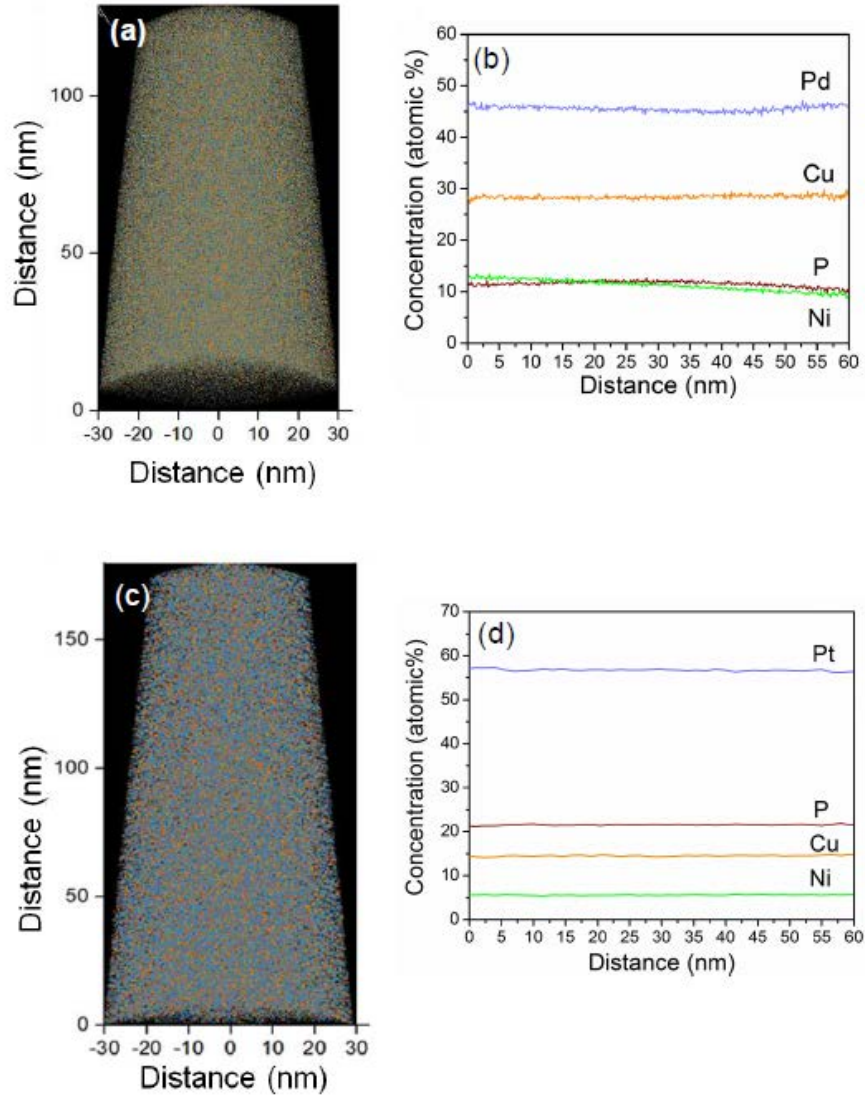 (a)
Distance (nm)
100
50
0
-30 -20 -10 0 10 20 30
Distance (nm)
(b)
Concentration (atomic %)
60
50
40
30
20
10
0
Pd
Cu
P
Ni
0 5 10 15 20 25 30 35 40 45 50 55 60
Distance (nm)
(c)
Distance (nm)
150
100
50
0
-30 -20 -10 0 10 20 30
Distance (nm)
(d)
Concentration (atomic%)
70
60
50
40
30
20
10
0
Pt
P
Cu
Ni
0 5 10 15 20 25 30 35 40 45 50 55 60
Distance (nm)